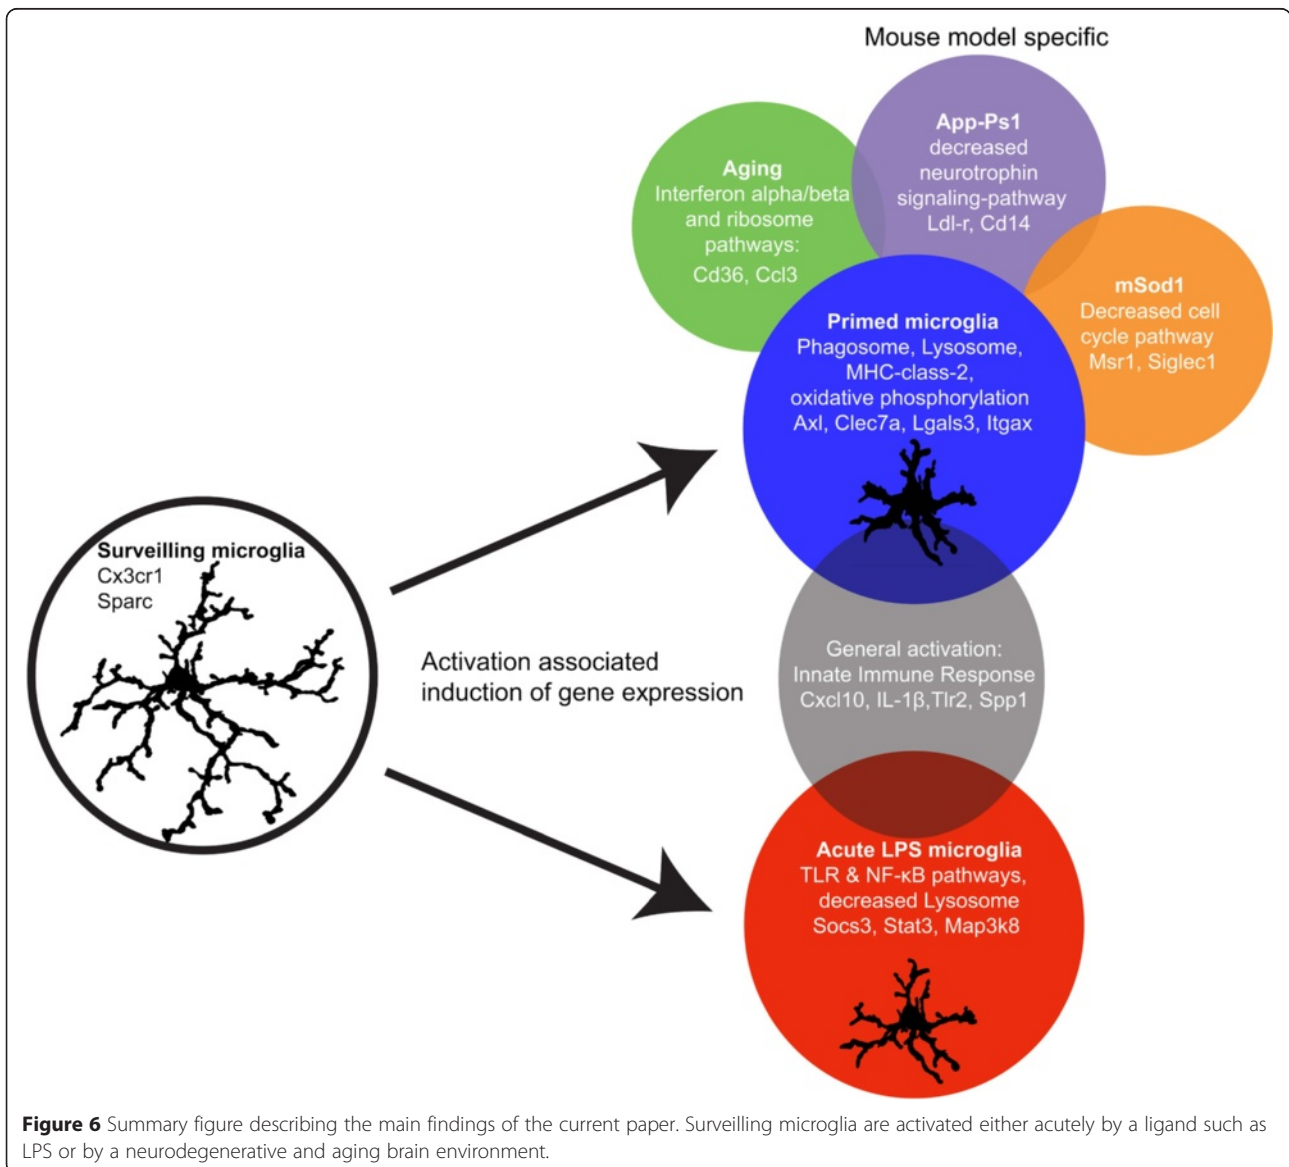 Mouse model specific
App-Ps1
decreased
neurotrophin
signaling-pathway
Ldl-r, Cd14
Aging
Interferon alpha/beta
and ribosome
pathways:
Cd36, Ccl3
mSod1
Decreased cell
cycle pathway
Msr1, Siglec1
Primed microglia
Phagosome, Lysosome,
MHC-class-2,
oxidative phosphorylation
Axl, Clec7a, Lgals3, Itgax
Surveilling microglia
Cx3cr1
Sparc
Activation associated
induction of gene expression
General activation:
Innate Immune Response
Cxcl10, IL-1β,Tlr2, Spp1
Acute LPS microglia
TLR & NF-κB pathways,
decreased Lysosome
Socs3, Stat3, Map3k8
Figure 6 Summary figure describing the main findings of the current paper. Surveilling microglia are activated either acutely by a ligand such as
LPS or by a neurodegenerative and aging brain environment.